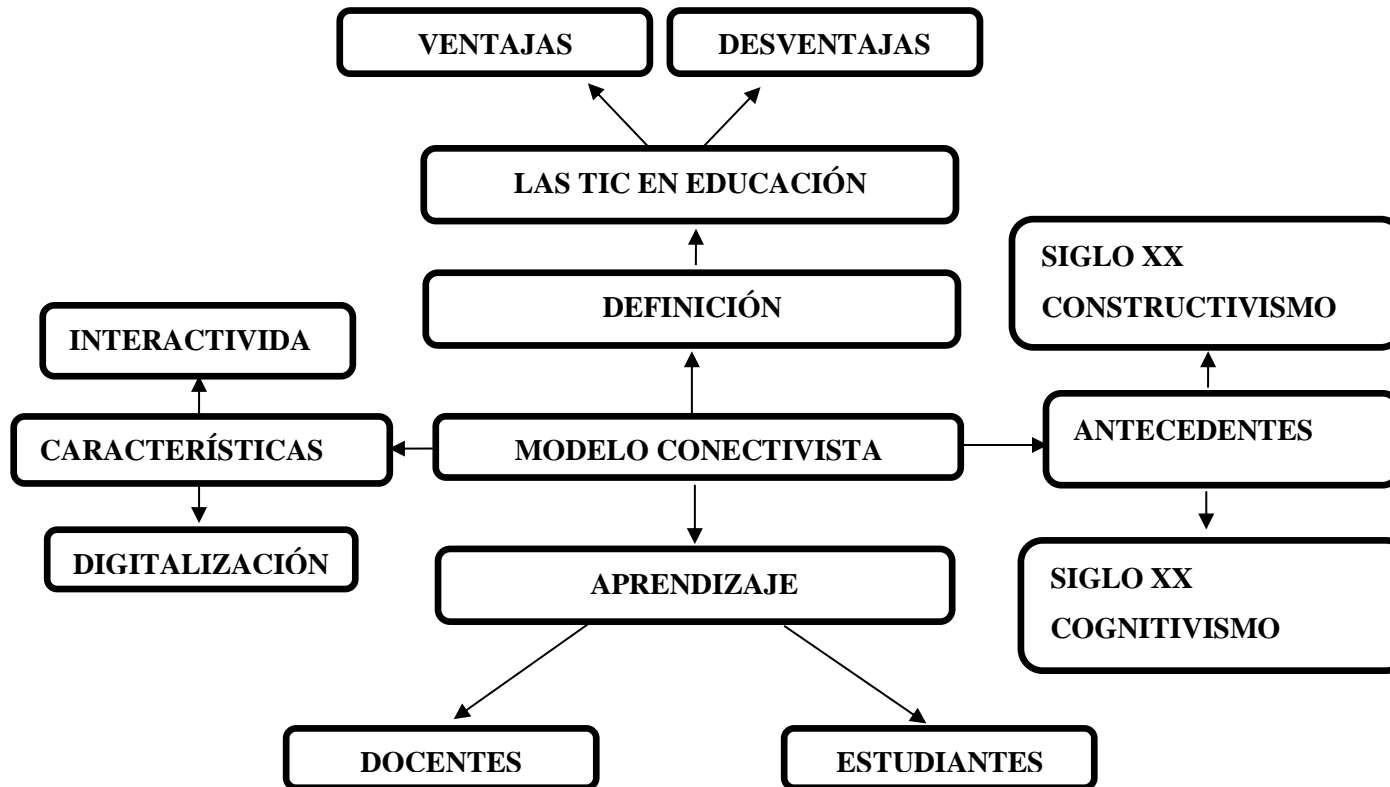 VENTAJAS
DESVENTAJAS
LAS TIC EN EDUCACIÓN
SIGLO XX
CONSTRUCTIVISMO
DEFINICIÓN
INTERACTIVIDA
CARACTERÍSTICAS
MODELO CONECTIVISTA
ANTECEDENTES
DIGITALIZACIÓN
APRENDIZAJE
SIGLO XX
COGNITIVISMO
DOCENTES
ESTUDIANTES